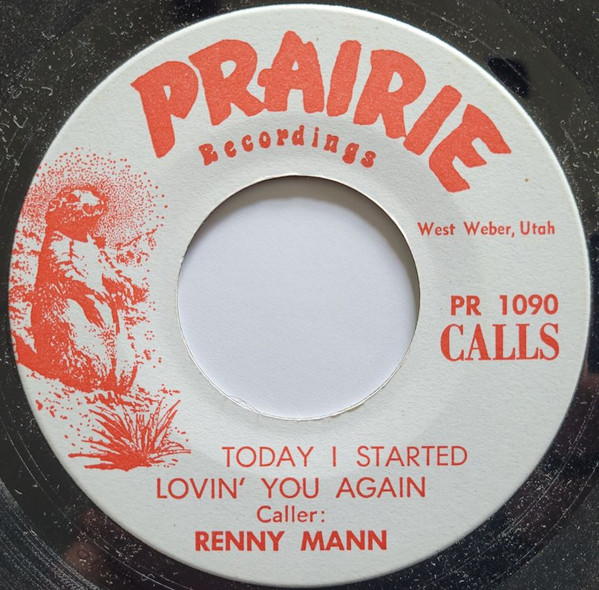 PRAIRIE
Recordings
West Weber, Utah
PR 1090
CALLS
TODAY I STARTED
LOVIN' YOU AGAIN
Caller:
RENNY MANN